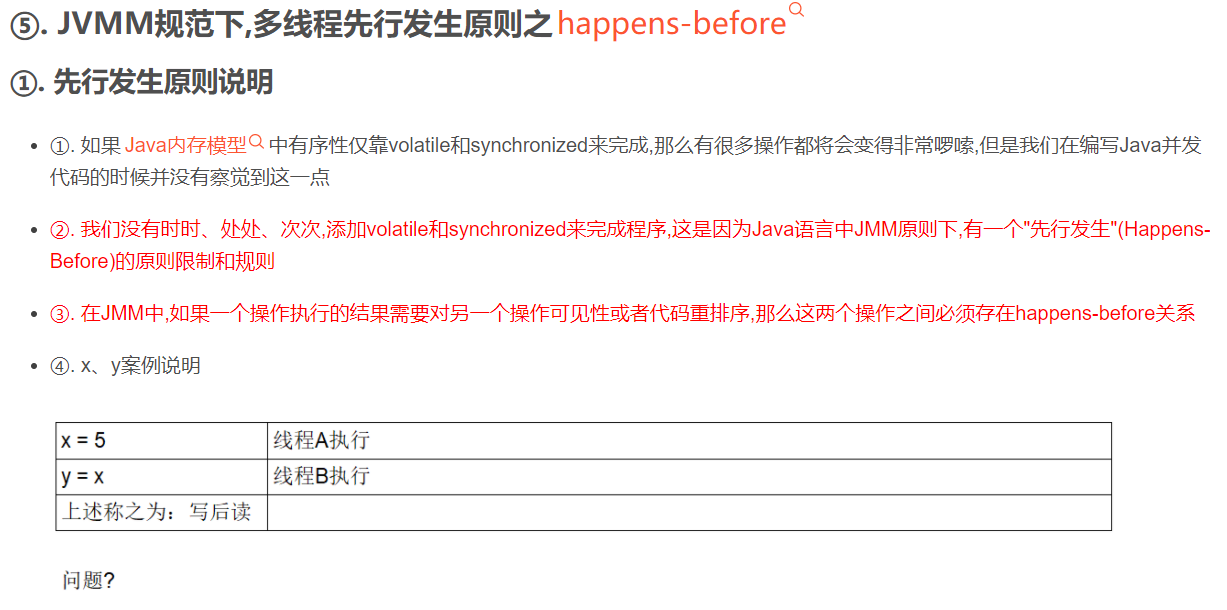 ⑤. JVMM规范下,多线程先行发生原则之 happens-before
①. 先行发生原则说明
①. 如果 Java内存模型 中有序性仅靠volatile和synchronized来完成,那么有很多操作都将会变得非常啰嗦,但是我们在编写Java并发
代码的时候并没有察觉到这一点
②. 我们没有时时、处处、次次,添加volatile和synchronized来完成程序,这是因为Java语言中JMM原则下,有一个"先行发生"(Happens-
Before)的原则限制和规则
③. 在JMM中,如果一个操作执行的结果需要对另一个操作可见性或者代码重排序,那么这两个操作之间必须存在happens-before关系
④. x、y案例说明
x = 5 线程A执行
y = x 线程B执行
上述称之为：写后读
问题?